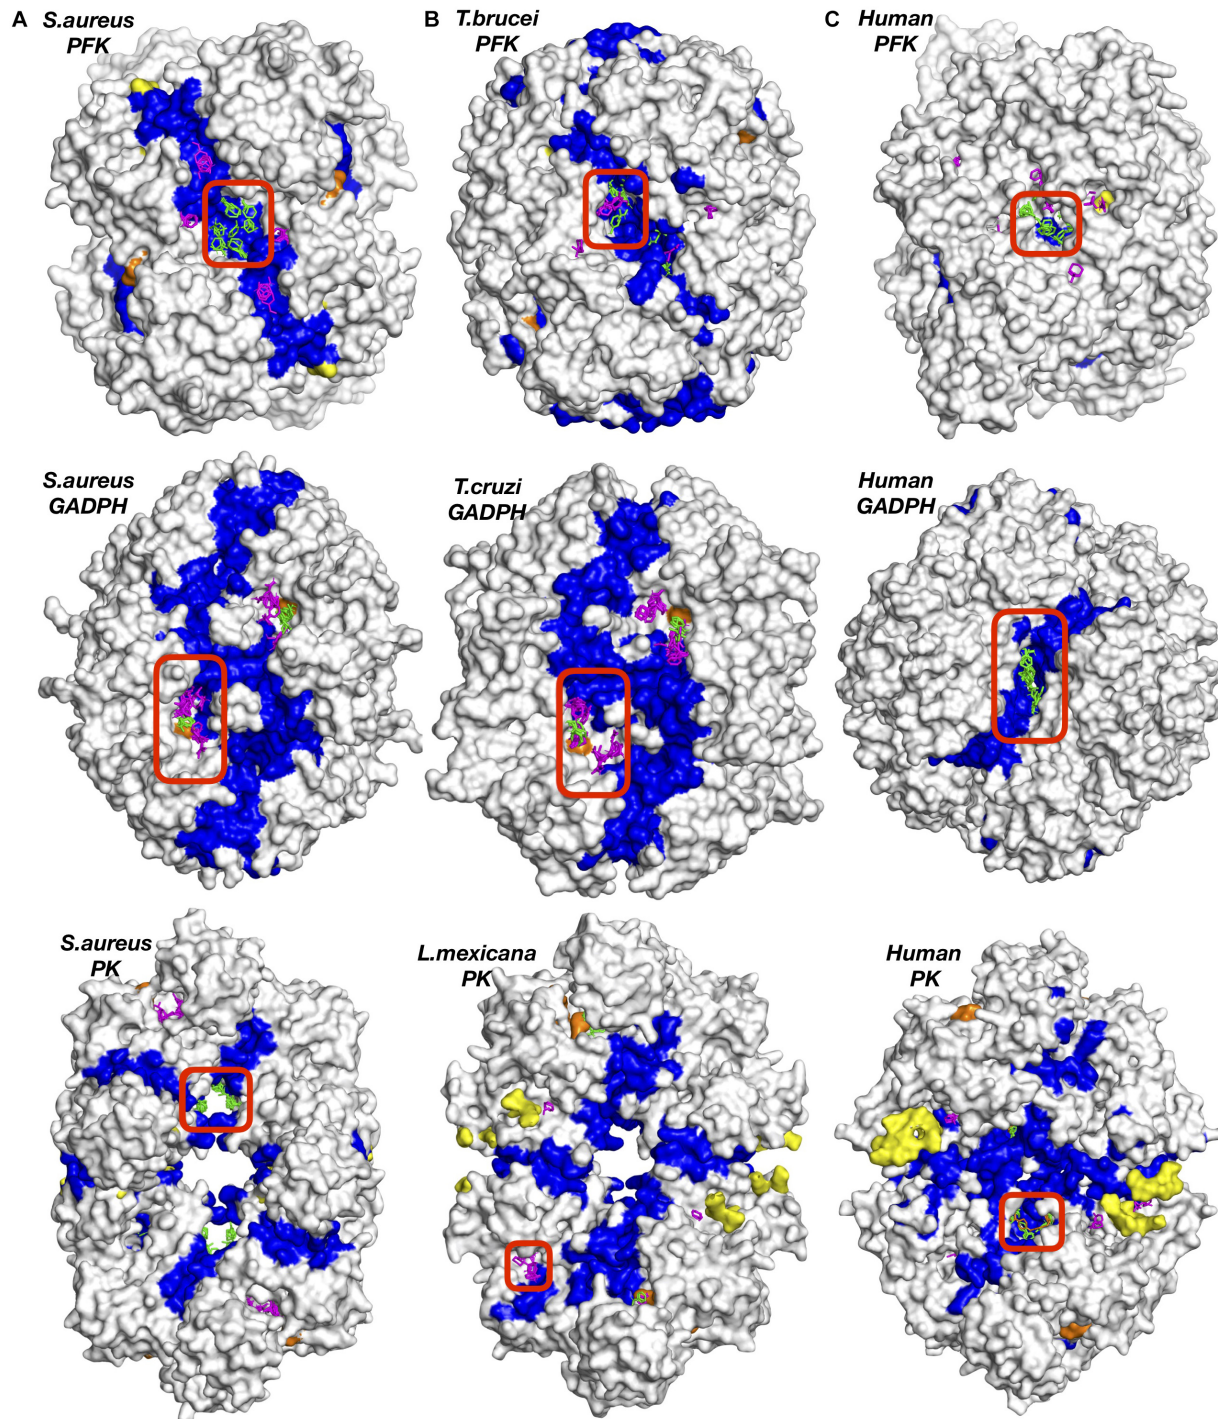 A
S.aureus
PFK
B
T.brucei
PFK
C
Human
PFK
S.aureus
GADPH
T.cruzi
GADPH
Human
GADPH
S.aureus
PK
L.mexicana
PK
Human
PK